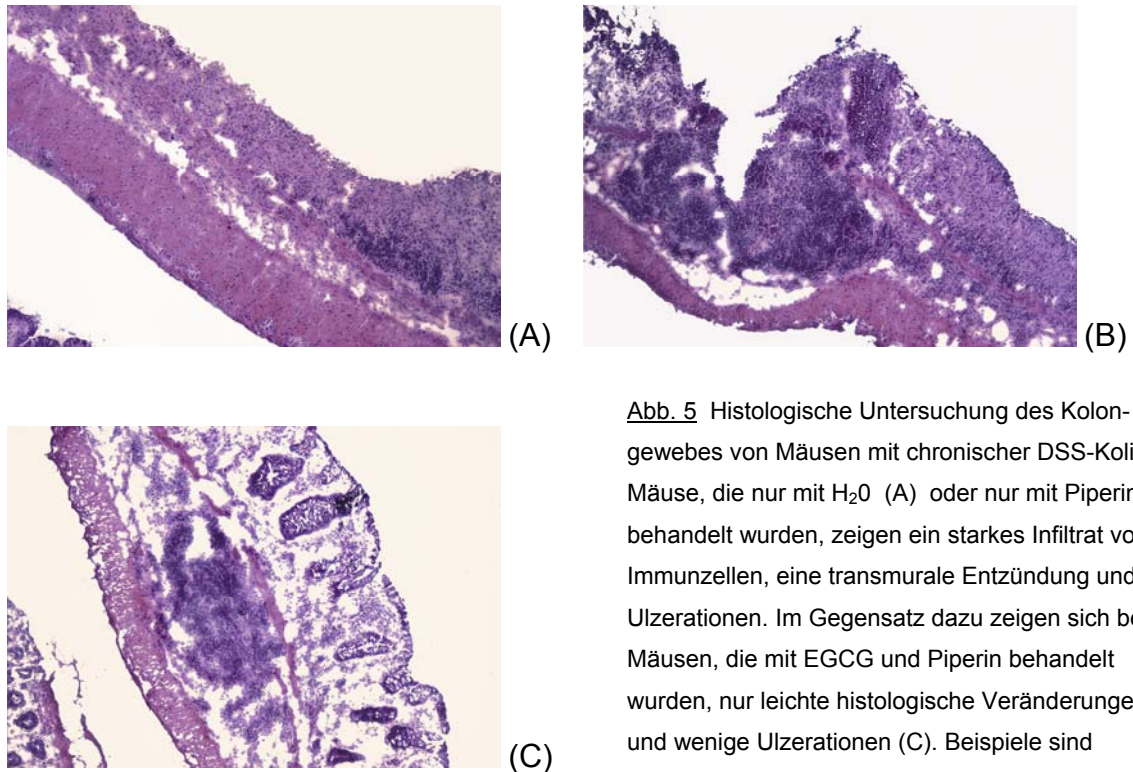 (A)
(B)
(C)
Abb. 5 Histologische Untersuchung des Kolon-
gewebes von Mäusen mit chronischer DSS-Koli
Mäuse, die nur mit H₂0 (A) oder nur mit Piperin
behandelt wurden, zeigen ein starkes Infiltrat vo
Immunzellen, eine transmurale Entzündung und
Ulzerationen. Im Gegensatz dazu zeigen sich be
Mäusen, die mit EGCG und Piperin behandelt
wurden, nur leichte histologische Veränderunge
und wenige Ulzerationen (C). Beispiele sind